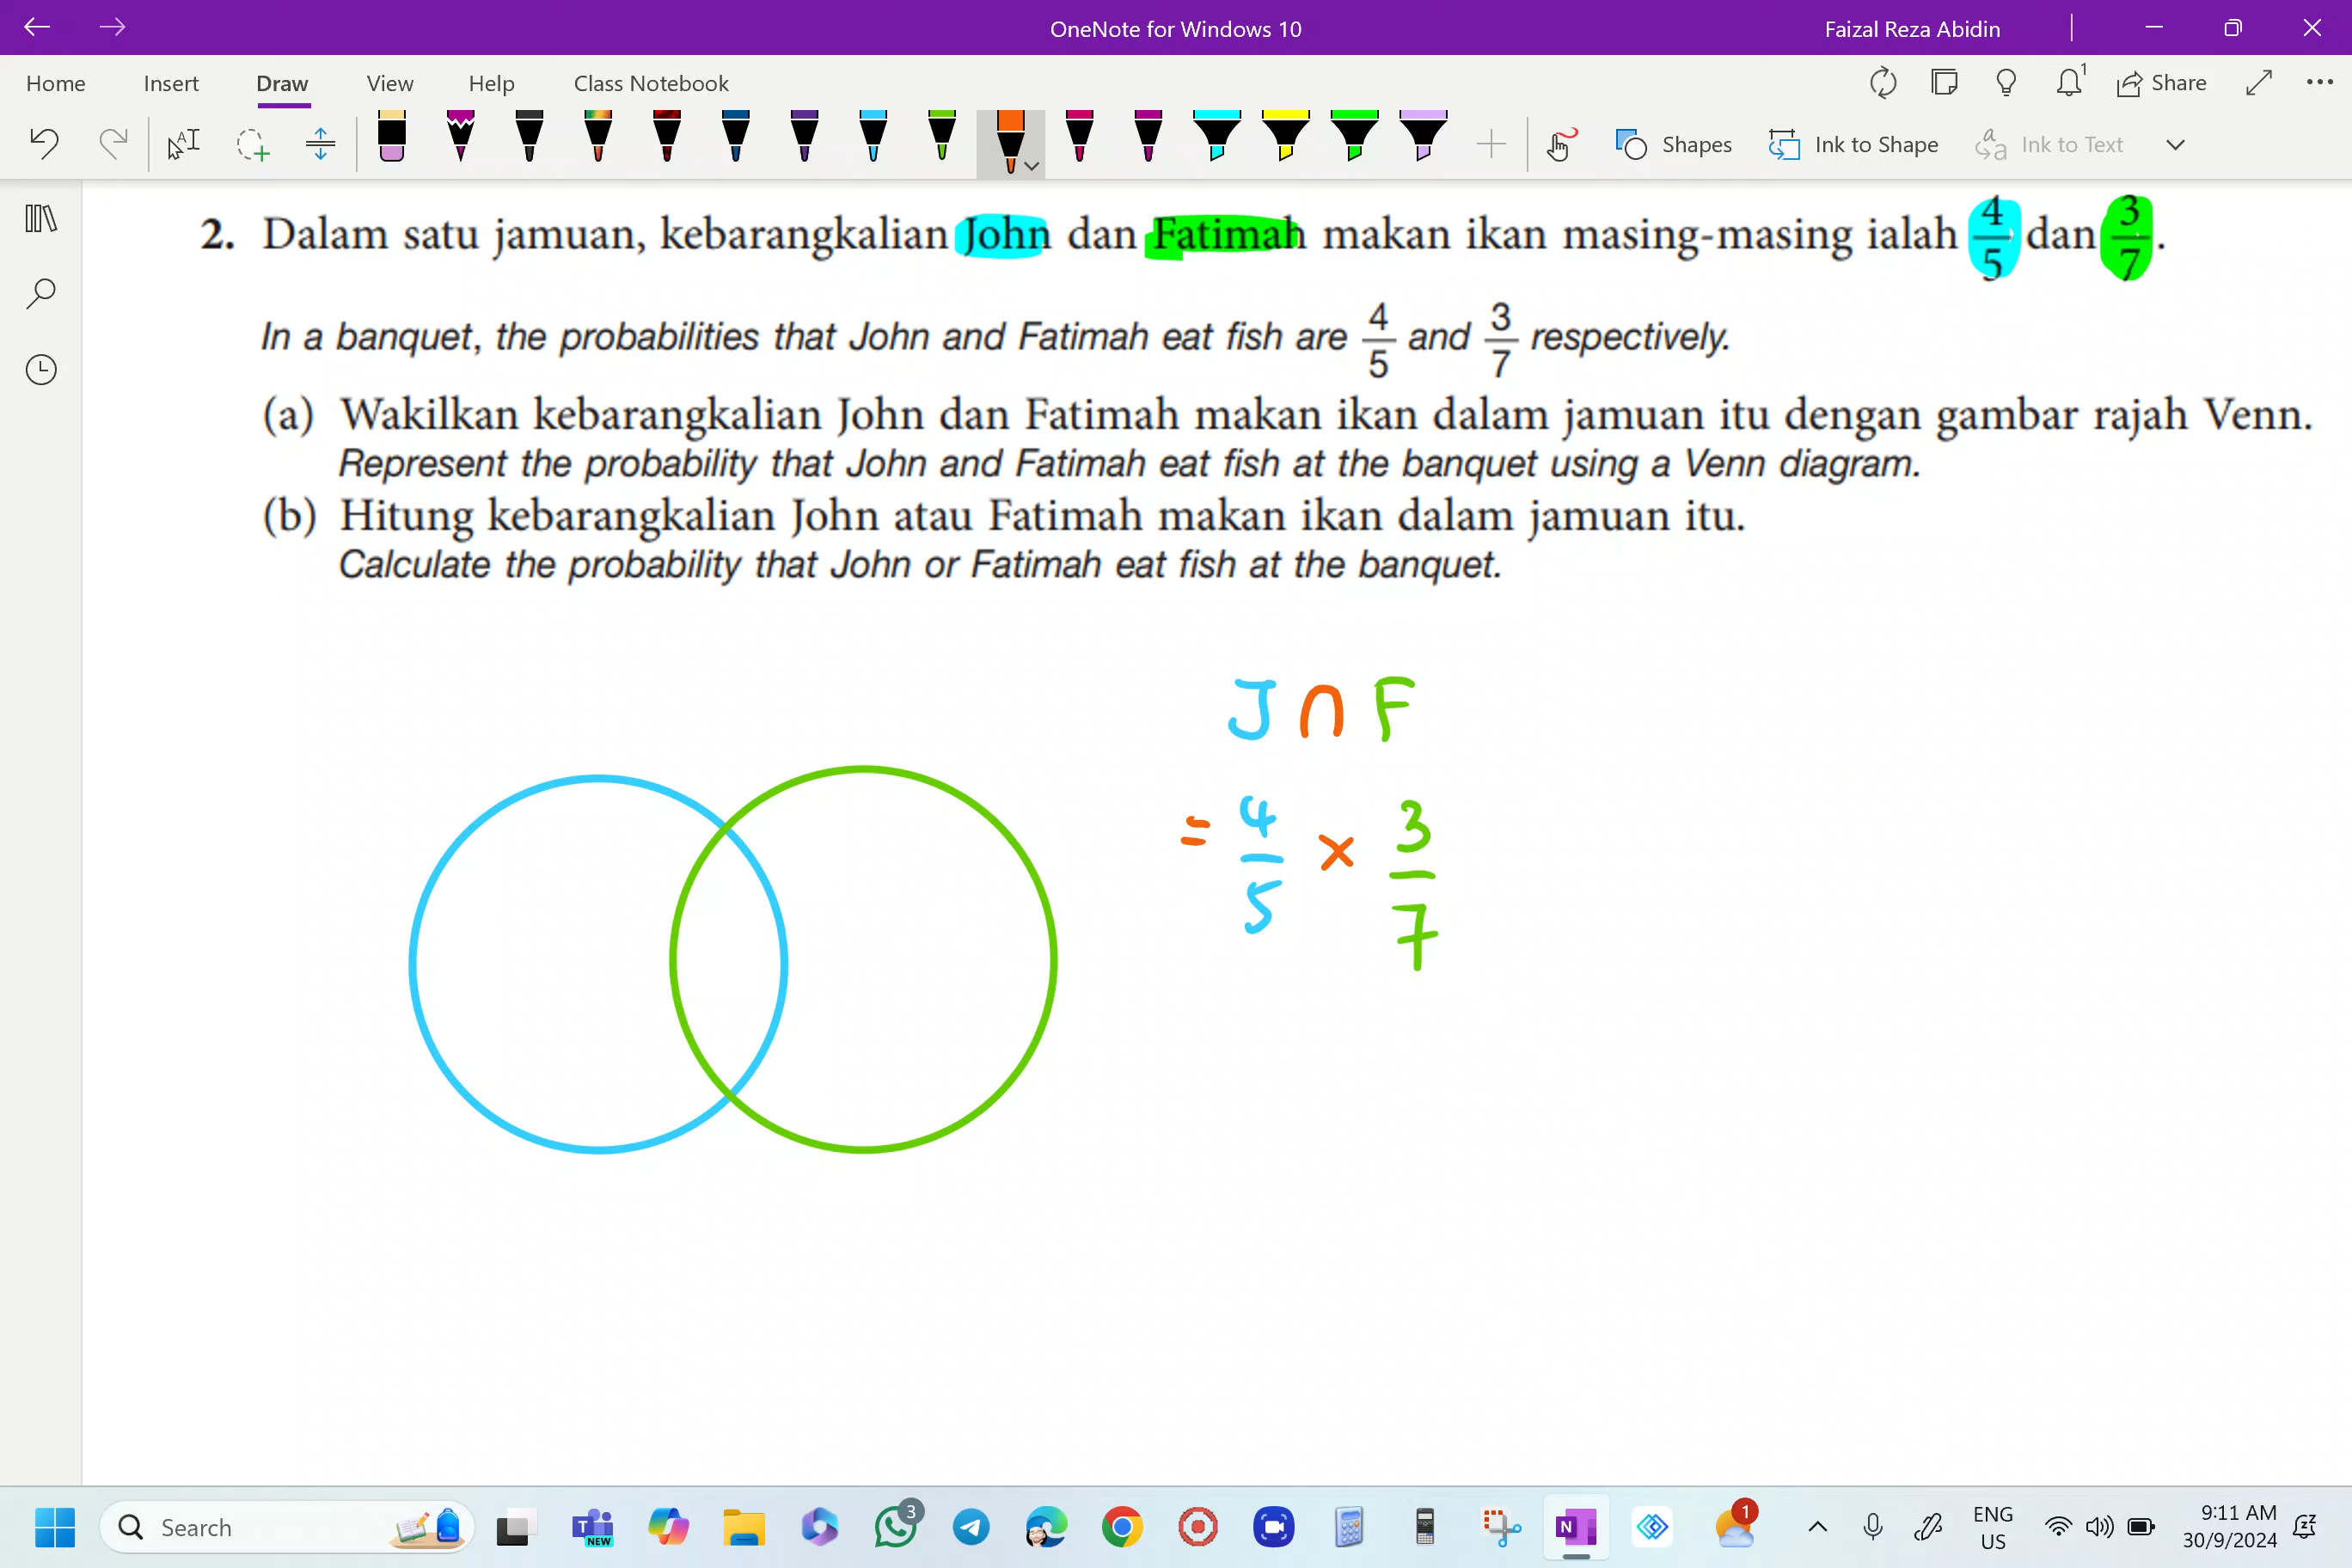 OneNote for Windows 10
Faizal Reza Abidin
Home Insert Draw View Help Class Notebook
1 Share
Shapes Ink to Shape a a Ink to Text
2. Dalam satu jamuan, kebarangkalian John dan Fatimah makan ikan masing-masing ialah 4/5 dan 3/7.
In a banquet, the probabilities that John and Fatimah eat fish are 4/5 and 3/7 respectively.
(a) Wakilkan kebarangkalian John dan Fatimah makan ikan dalam jamuan itu dengan gambar rajah Venn.
Represent the probability that John and Fatimah eat fish at the banquet using a Venn diagram.
(b) Hitung kebarangkalian John atau Fatimah makan ikan dalam jamuan itu.
Calculate the probability that John or Fatimah eat fish at the banquet.
J ∩ F
= 4/5 × 3/7
Search
NEW
3
1
ENG
US
9:11 AM
30/9/2024